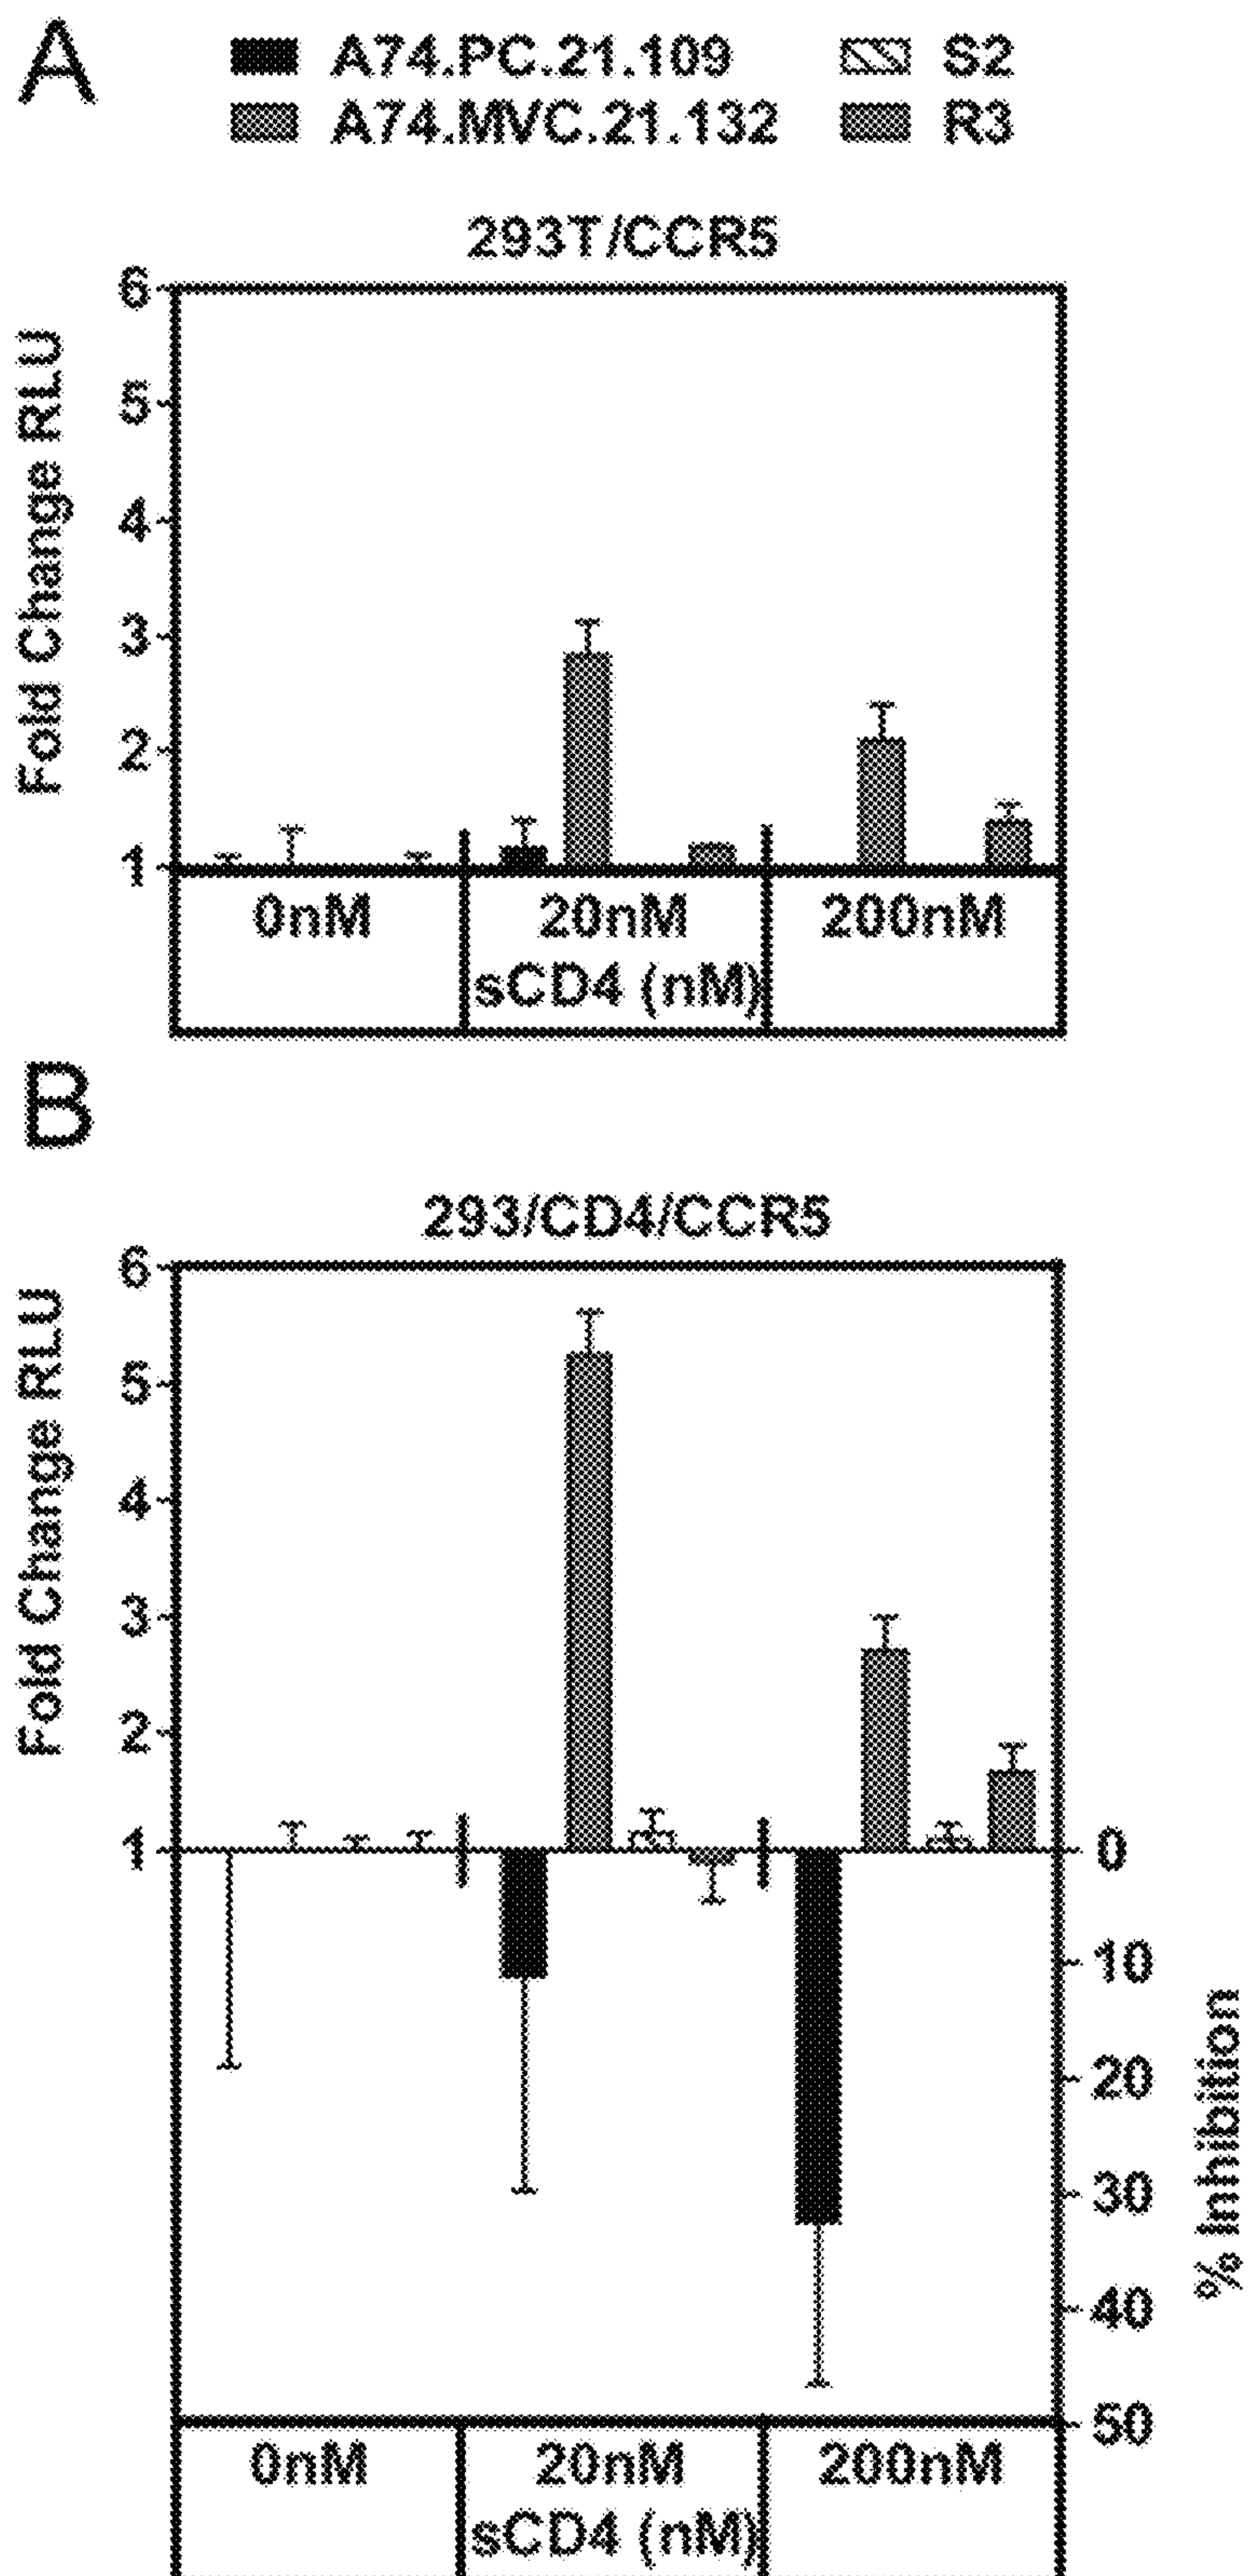 A
A74.PC.21.109 S2
A74.MVC.21.132 R3
293T/CCR5
Fold Change RLU
6
5
4
3
2
1
0nM 20nM 200nM
sCD4 (nM)
B
293/CD4/CCR5
Fold Change RLU
6
5
4
3
2
1
0
10
20
30
40
50
% Inhibition
0nM 20nM 200nM
sCD4 (nM)